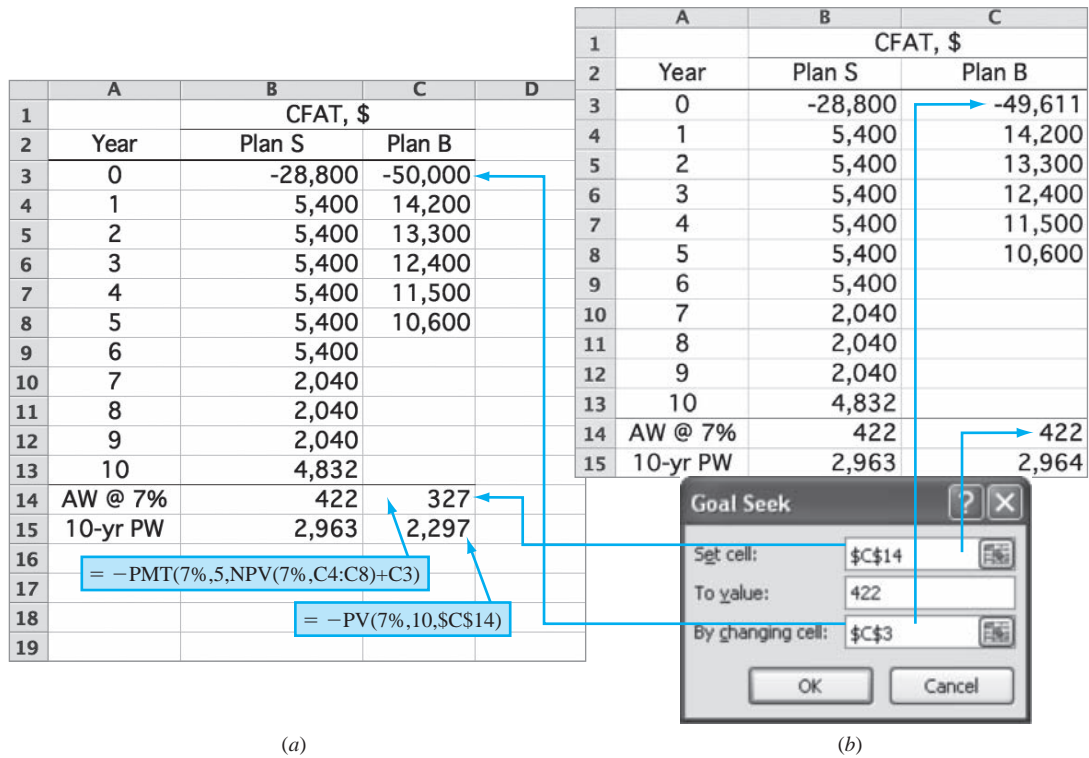 A B C D
1 CFAT, $
2 Year Plan S Plan B
3 0 -28,800 -50,000
4 1 5,400 14,200
5 2 5,400 13,300
6 3 5,400 12,400
7 4 5,400 11,500
8 5 5,400 10,600
9 6 5,400
10 7 2,040
11 8 2,040
12 9 2,040
13 10 4,832
14 AW @ 7% 422 327
15 10-yr PW 2,963 2,297
16
17
18
19
= −PMT(7%,5,NPV(7%,C4:C8)+C3)
= −PV(7%,10,$C$14)
(a)
A B C
1 CFAT, $
2 Year Plan S Plan B
3 0 -28,800 -49,611
4 1 5,400 14,200
5 2 5,400 13,300
6 3 5,400 12,400
7 4 5,400 11,500
8 5 5,400 10,600
9 6 5,400
10 7 2,040
11 8 2,040
12 9 2,040
13 10 4,832
14 AW @ 7% 422 422
15 10-yr PW 2,963 2,964
Goal Seek
Set cell: $C$14
To value: 422
By changing cell: $C$3
OK Cancel
(b)